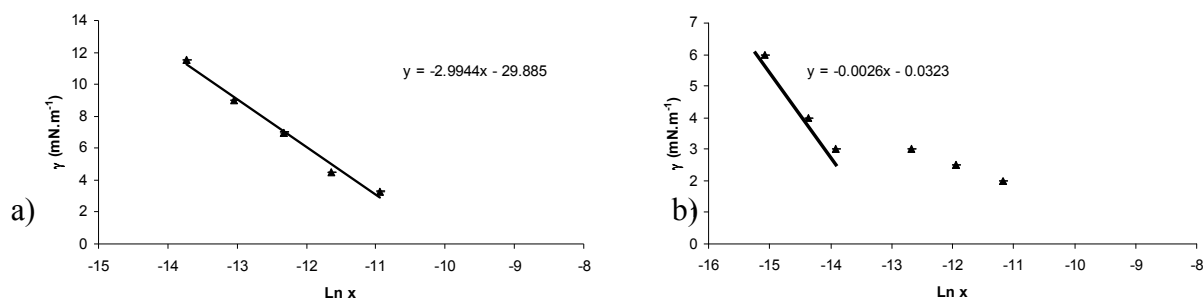 a)
14
12
10
8
6
4
2
0
γ (mN.m⁻¹)
y = -2.9944x - 29.885
-15 -14 -13 -12 -11 -10 -9 -8
Ln x
b)
7
6
5
4
3
2
1
0
γ (mN.m⁻¹)
y = -0.0026x - 0.0323
-16 -15 -14 -13 -12 -11 -10 -9 -8
Ln x